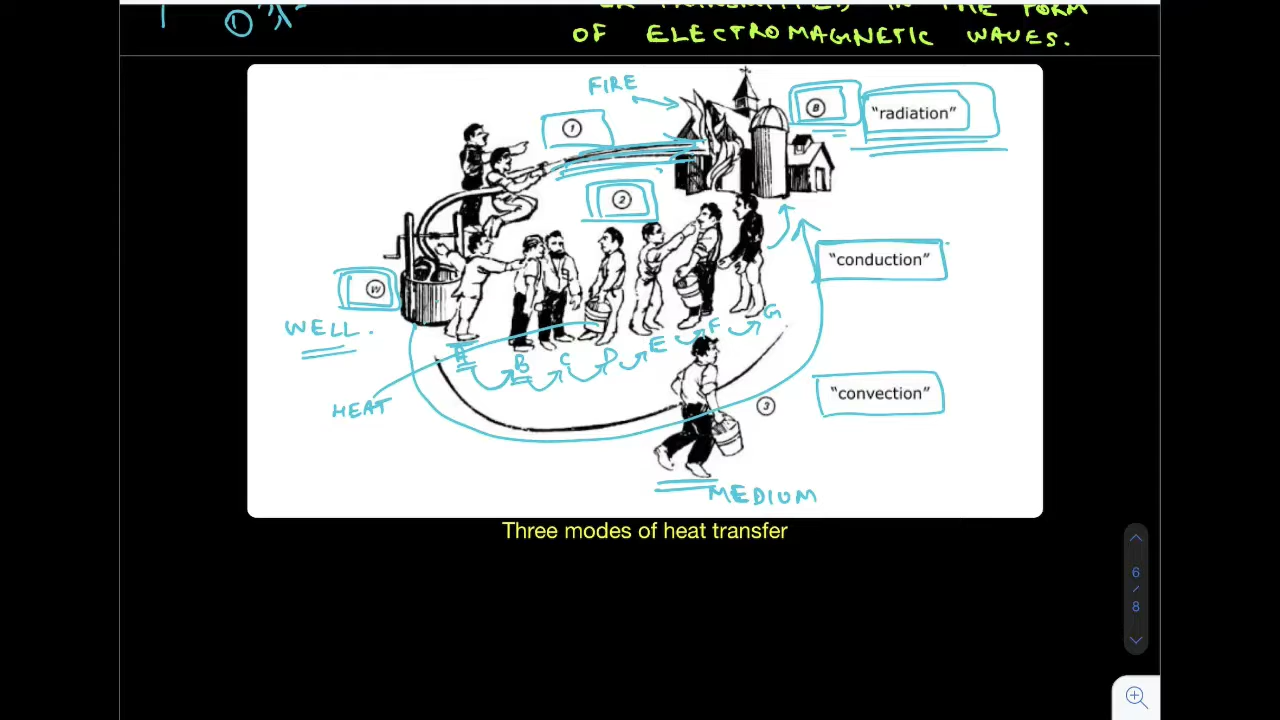 OF ELECTROMAGNETIC WAVES.
FIRE
1
B
"radiation"
2
"conduction"
W
WELL.
A B C D E F G
HEAT
"convection"
3
MEDIUM
Three modes of heat transfer
6
/
8